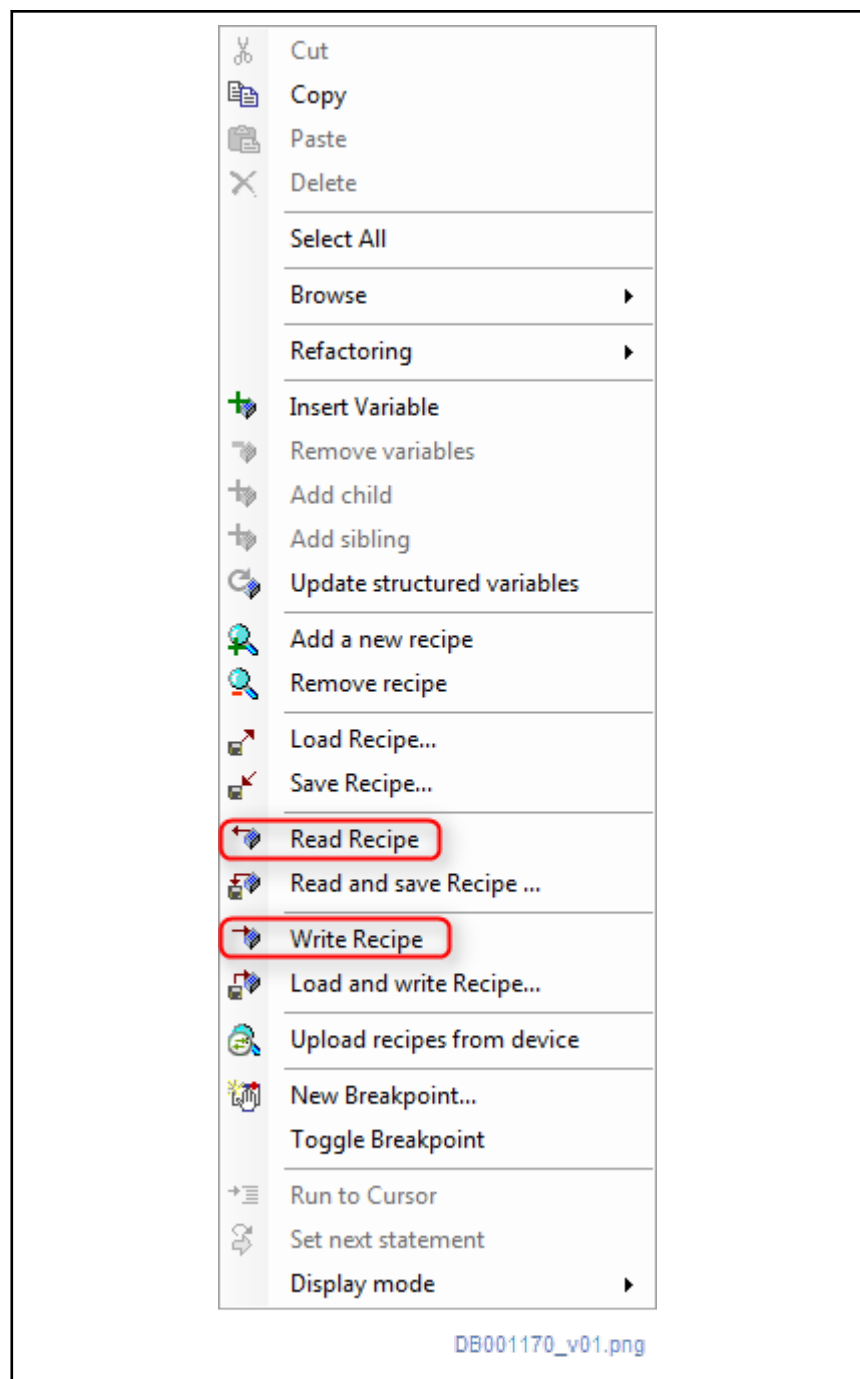 Cut
Copy
Paste
Delete
Select All
Browse
Refactoring
Insert Variable
Remove variables
Add child
Add sibling
Update structured variables
Add a new recipe
Remove recipe
Load Recipe...
Save Recipe...
Read Recipe
Read and save Recipe ...
Write Recipe
Load and write Recipe...
Upload recipes from device
New Breakpoint...
Toggle Breakpoint
Run to Cursor
Set next statement
Display mode
DB001170_v01.png